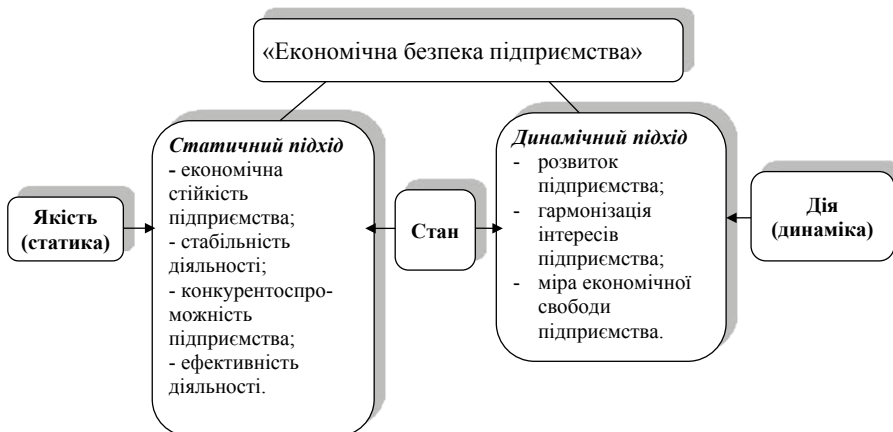 «Економічна безпека підприємства»
Статичний підхід
- економічна
стійкість
підприємства;
- стабільність
діяльності;
- конкурентоспро-
можність
підприємства;
- ефективність
діяльності.
Динамічний підхід
- розвиток
підприємства;
- гармонізація
інтересів
підприємства;
- міра економічної
свободи
підприємства.
Якість
(статика)
Стан
Дія
(динаміка)